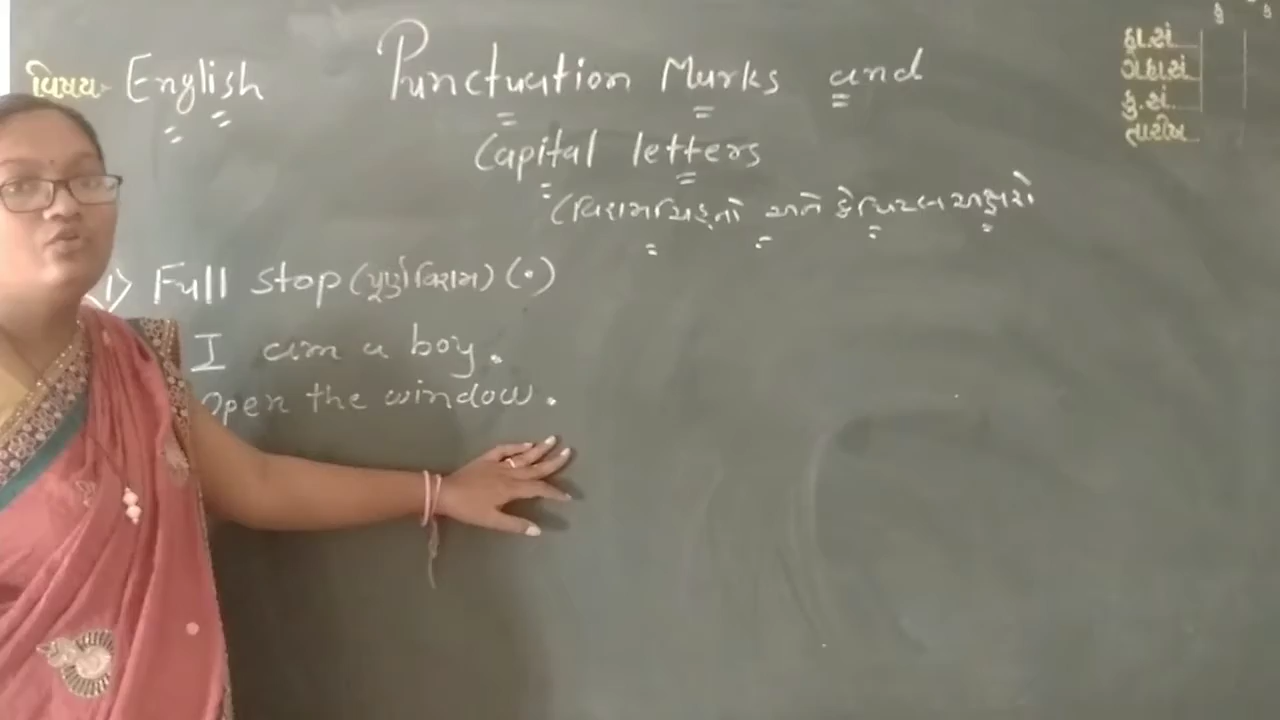 વિષય- English Punctuation Marks and
Capital letters
(વિરામચિહ્નો અને કેપિટલ અક્ષરો
1) Full stop (પૂર્ણવિરામ) (.)
I am a boy.
Open the window.
હા.સં
ગેહા.સં
કુ.સં.
તારીખ